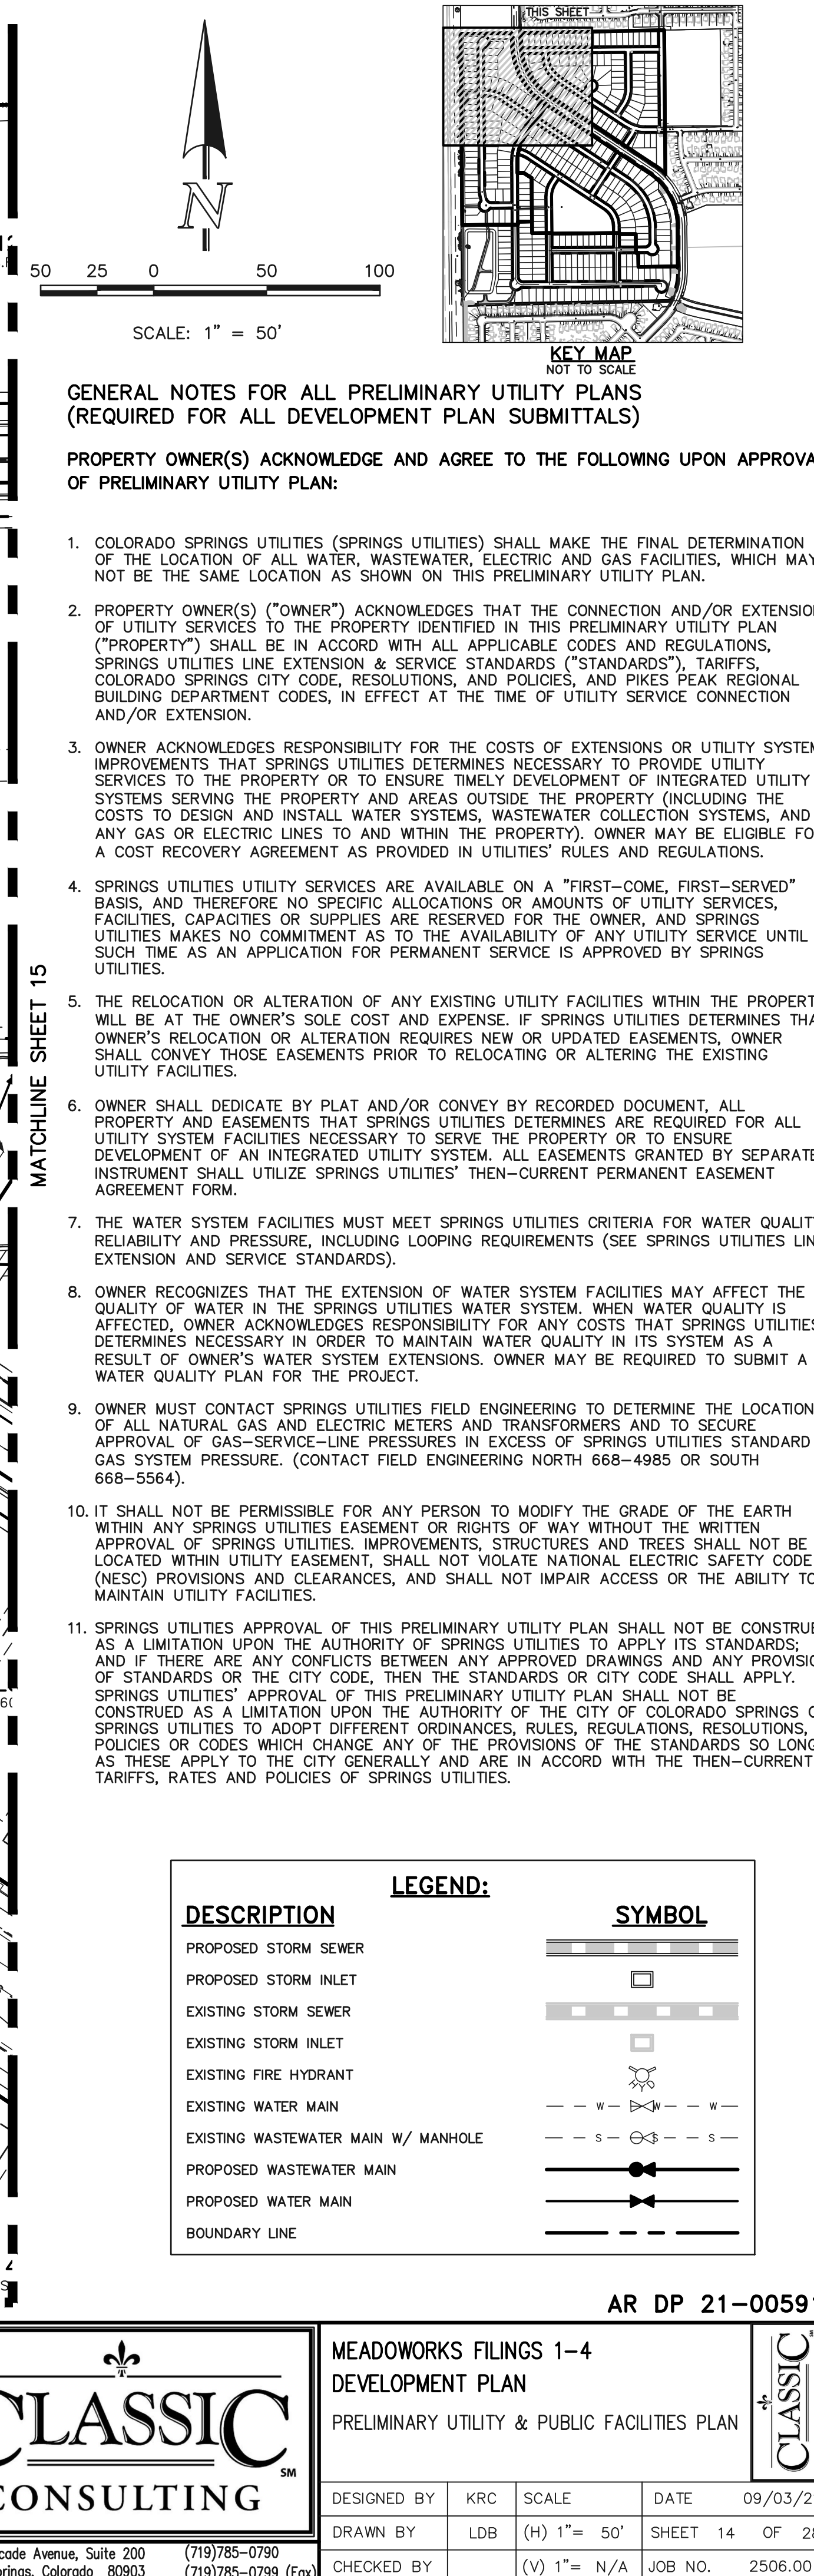 THIS SHEET
N
50 25 0 50 100
SCALE: 1" = 50'
KEY MAP
NOT TO SCALE
GENERAL NOTES FOR ALL PRELIMINARY UTILITY PLANS
(REQUIRED FOR ALL DEVELOPMENT PLAN SUBMITTALS)
PROPERTY OWNER(S) ACKNOWLEDGE AND AGREE TO THE FOLLOWING UPON APPROVA
OF PRELIMINARY UTILITY PLAN:
1. COLORADO SPRINGS UTILITIES (SPRINGS UTILITIES) SHALL MAKE THE FINAL DETERMINATION
OF THE LOCATION OF ALL WATER, WASTEWATER, ELECTRIC AND GAS FACILITIES, WHICH MAY
NOT BE THE SAME LOCATION AS SHOWN ON THIS PRELIMINARY UTILITY PLAN.
2. PROPERTY OWNER(S) ("OWNER") ACKNOWLEDGES THAT THE CONNECTION AND/OR EXTENSIO
OF UTILITY SERVICES TO THE PROPERTY IDENTIFIED IN THIS PRELIMINARY UTILITY PLAN
("PROPERTY") SHALL BE IN ACCORD WITH ALL APPLICABLE CODES AND REGULATIONS,
SPRINGS UTILITIES LINE EXTENSION & SERVICE STANDARDS ("STANDARDS"), TARIFFS,
COLORADO SPRINGS CITY CODE, RESOLUTIONS, AND POLICIES, AND PIKES PEAK REGIONAL
BUILDING DEPARTMENT CODES, IN EFFECT AT THE TIME OF UTILITY SERVICE CONNECTION
AND/OR EXTENSION.
3. OWNER ACKNOWLEDGES RESPONSIBILITY FOR THE COSTS OF EXTENSIONS OR UTILITY SYSTEM
IMPROVEMENTS THAT SPRINGS UTILITIES DETERMINES NECESSARY TO PROVIDE UTILITY
SERVICES TO THE PROPERTY OR TO ENSURE TIMELY DEVELOPMENT OF INTEGRATED UTILITY
SYSTEMS SERVING THE PROPERTY AND AREAS OUTSIDE THE PROPERTY (INCLUDING THE
COSTS TO DESIGN AND INSTALL WATER SYSTEMS, WASTEWATER COLLECTION SYSTEMS, AND
ANY GAS OR ELECTRIC LINES TO AND WITHIN THE PROPERTY). OWNER MAY BE ELIGIBLE FO
A COST RECOVERY AGREEMENT AS PROVIDED IN UTILITIES' RULES AND REGULATIONS.
4. SPRINGS UTILITIES UTILITY SERVICES ARE AVAILABLE ON A "FIRST-COME, FIRST-SERVED"
BASIS, AND THEREFORE NO SPECIFIC ALLOCATIONS OR AMOUNTS OF UTILITY SERVICES,
FACILITIES, CAPACITIES OR SUPPLIES ARE RESERVED FOR THE OWNER, AND SPRINGS
UTILITIES MAKES NO COMMITMENT AS TO THE AVAILABILITY OF ANY UTILITY SERVICE UNTIL
SUCH TIME AS AN APPLICATION FOR PERMANENT SERVICE IS APPROVED BY SPRINGS
UTILITIES.
5. THE RELOCATION OR ALTERATION OF ANY EXISTING UTILITY FACILITIES WITHIN THE PROPERT
WILL BE AT THE OWNER'S SOLE COST AND EXPENSE. IF SPRINGS UTILITIES DETERMINES THA
OWNER'S RELOCATION OR ALTERATION REQUIRES NEW OR UPDATED EASEMENTS, OWNER
SHALL CONVEY THOSE EASEMENTS PRIOR TO RELOCATING OR ALTERING THE EXISTING
UTILITY FACILITIES.
MATCHLINE SHEET 15
6. OWNER SHALL DEDICATE BY PLAT AND/OR CONVEY BY RECORDED DOCUMENT, ALL
PROPERTY AND EASEMENTS THAT SPRINGS UTILITIES DETERMINES ARE REQUIRED FOR ALL
UTILITY SYSTEM FACILITIES NECESSARY TO SERVE THE PROPERTY OR TO ENSURE
DEVELOPMENT OF AN INTEGRATED UTILITY SYSTEM. ALL EASEMENTS GRANTED BY SEPARATE
INSTRUMENT SHALL UTILIZE SPRINGS UTILITIES' THEN-CURRENT PERMANENT EASEMENT
AGREEMENT FORM.
7. THE WATER SYSTEM FACILITIES MUST MEET SPRINGS UTILITIES CRITERIA FOR WATER QUALIT
RELIABILITY AND PRESSURE, INCLUDING LOOPING REQUIREMENTS (SEE SPRINGS UTILITIES LIN
EXTENSION AND SERVICE STANDARDS).
8. OWNER RECOGNIZES THAT THE EXTENSION OF WATER SYSTEM FACILITIES MAY AFFECT THE
QUALITY OF WATER IN THE SPRINGS UTILITIES WATER SYSTEM. WHEN WATER QUALITY IS
AFFECTED, OWNER ACKNOWLEDGES RESPONSIBILITY FOR ANY COSTS THAT SPRINGS UTILITIES
DETERMINES NECESSARY IN ORDER TO MAINTAIN WATER QUALITY IN ITS SYSTEM AS A
RESULT OF OWNER'S WATER SYSTEM EXTENSIONS. OWNER MAY BE REQUIRED TO SUBMIT A
WATER QUALITY PLAN FOR THE PROJECT.
9. OWNER MUST CONTACT SPRINGS UTILITIES FIELD ENGINEERING TO DETERMINE THE LOCATION
OF ALL NATURAL GAS AND ELECTRIC METERS AND TRANSFORMERS AND TO SECURE
APPROVAL OF GAS-SERVICE-LINE PRESSURES IN EXCESS OF SPRINGS UTILITIES STANDARD
GAS SYSTEM PRESSURE. (CONTACT FIELD ENGINEERING NORTH 668-4985 OR SOUTH
668-5564).
10. IT SHALL NOT BE PERMISSIBLE FOR ANY PERSON TO MODIFY THE GRADE OF THE EARTH
WITHIN ANY SPRINGS UTILITIES EASEMENT OR RIGHTS OF WAY WITHOUT THE WRITTEN
APPROVAL OF SPRINGS UTILITIES. IMPROVEMENTS, STRUCTURES AND TREES SHALL NOT BE
LOCATED WITHIN UTILITY EASEMENT, SHALL NOT VIOLATE NATIONAL ELECTRIC SAFETY CODE
(NESC) PROVISIONS AND CLEARANCES, AND SHALL NOT IMPAIR ACCESS OR THE ABILITY TO
MAINTAIN UTILITY FACILITIES.
11. SPRINGS UTILITIES APPROVAL OF THIS PRELIMINARY UTILITY PLAN SHALL NOT BE CONSTRUE
AS A LIMITATION UPON THE AUTHORITY OF SPRINGS UTILITIES TO APPLY ITS STANDARDS;
AND IF THERE ARE ANY CONFLICTS BETWEEN ANY APPROVED DRAWINGS AND ANY PROVISIO
OF STANDARDS OR THE CITY CODE, THEN THE STANDARDS OR CITY CODE SHALL APPLY.
SPRINGS UTILITIES' APPROVAL OF THIS PRELIMINARY UTILITY PLAN SHALL NOT BE
CONSTRUED AS A LIMITATION UPON THE AUTHORITY OF THE CITY OF COLORADO SPRINGS O
SPRINGS UTILITIES TO ADOPT DIFFERENT ORDINANCES, RULES, REGULATIONS, RESOLUTIONS,
POLICIES OR CODES WHICH CHANGE ANY OF THE PROVISIONS OF THE STANDARDS SO LONG
AS THESE APPLY TO THE CITY GENERALLY AND ARE IN ACCORD WITH THE THEN-CURRENT
TARIFFS, RATES AND POLICIES OF SPRINGS UTILITIES.
LEGEND:
DESCRIPTION SYMBOL
PROPOSED STORM SEWER
PROPOSED STORM INLET
EXISTING STORM SEWER
EXISTING STORM INLET
EXISTING FIRE HYDRANT
EXISTING WATER MAIN W W W
EXISTING WASTEWATER MAIN W/ MANHOLE S S S
PROPOSED WASTEWATER MAIN
PROPOSED WATER MAIN
BOUNDARY LINE
AR DP 21-0059
CLASSIC
CONSULTING
SM
cade Avenue, Suite 200 (719)785-0790
prings, Colorado 80903 (719)785-0799 (Fax)
MEADOWORKS FILINGS 1-4
DEVELOPMENT PLAN
PRELIMINARY UTILITY & PUBLIC FACILITIES PLAN
CLASSIC
DESIGNED BY KRC SCALE DATE 09/03/2
DRAWN BY LDB (H) 1"= 50' SHEET 14 OF 28
CHECKED BY (V) 1"= N/A JOB NO. 2506.00